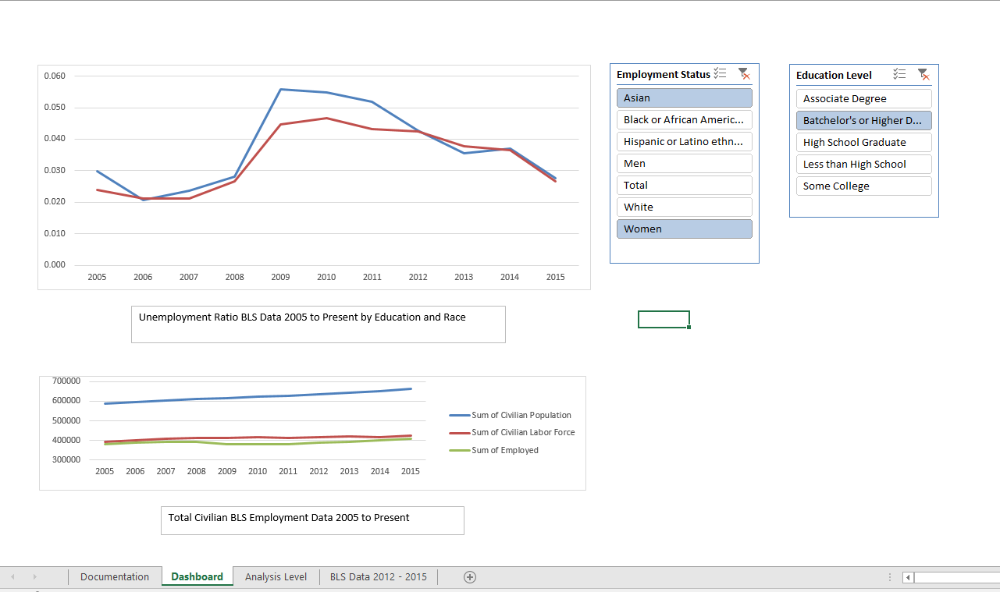 0.060
0.050
0.040
0.030
0.020
0.010
0.000
2005 2006 2007 2008 2009 2010 2011 2012 2013 2014 2015
Unemployment Ratio BLS Data 2005 to Present by Education and Race
Employment Status
Asian
Black or African Americ...
Hispanic or Latino ethn...
Men
Total
White
Women
Education Level
Associate Degree
Batchelor's or Higher D...
High School Graduate
Less than High School
Some College
700000
600000
500000
400000
300000
2005 2006 2007 2008 2009 2010 2011 2012 2013 2014 2015
Sum of Civilian Population
Sum of Civilian Labor Force
Sum of Employed
Total Civilian BLS Employment Data 2005 to Present
Documentation Dashboard Analysis Level BLS Data 2012 - 2015